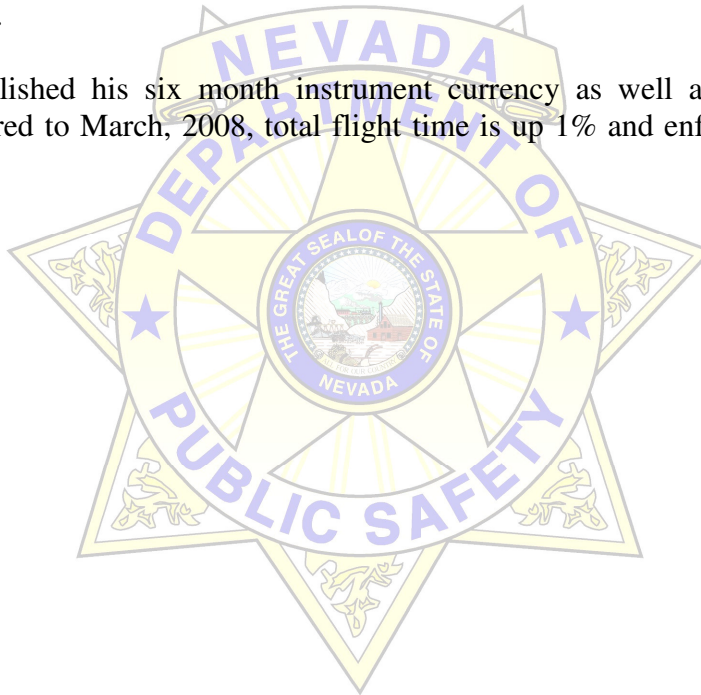 .
lished his six month instrument currency as well a
red to March, 2008, total flight time is up 1% and enf
NEVADA
DEPARTMENT OF
THE GREAT SEAL OF THE STATE OF
NEVADA
PUBLIC SAFETY